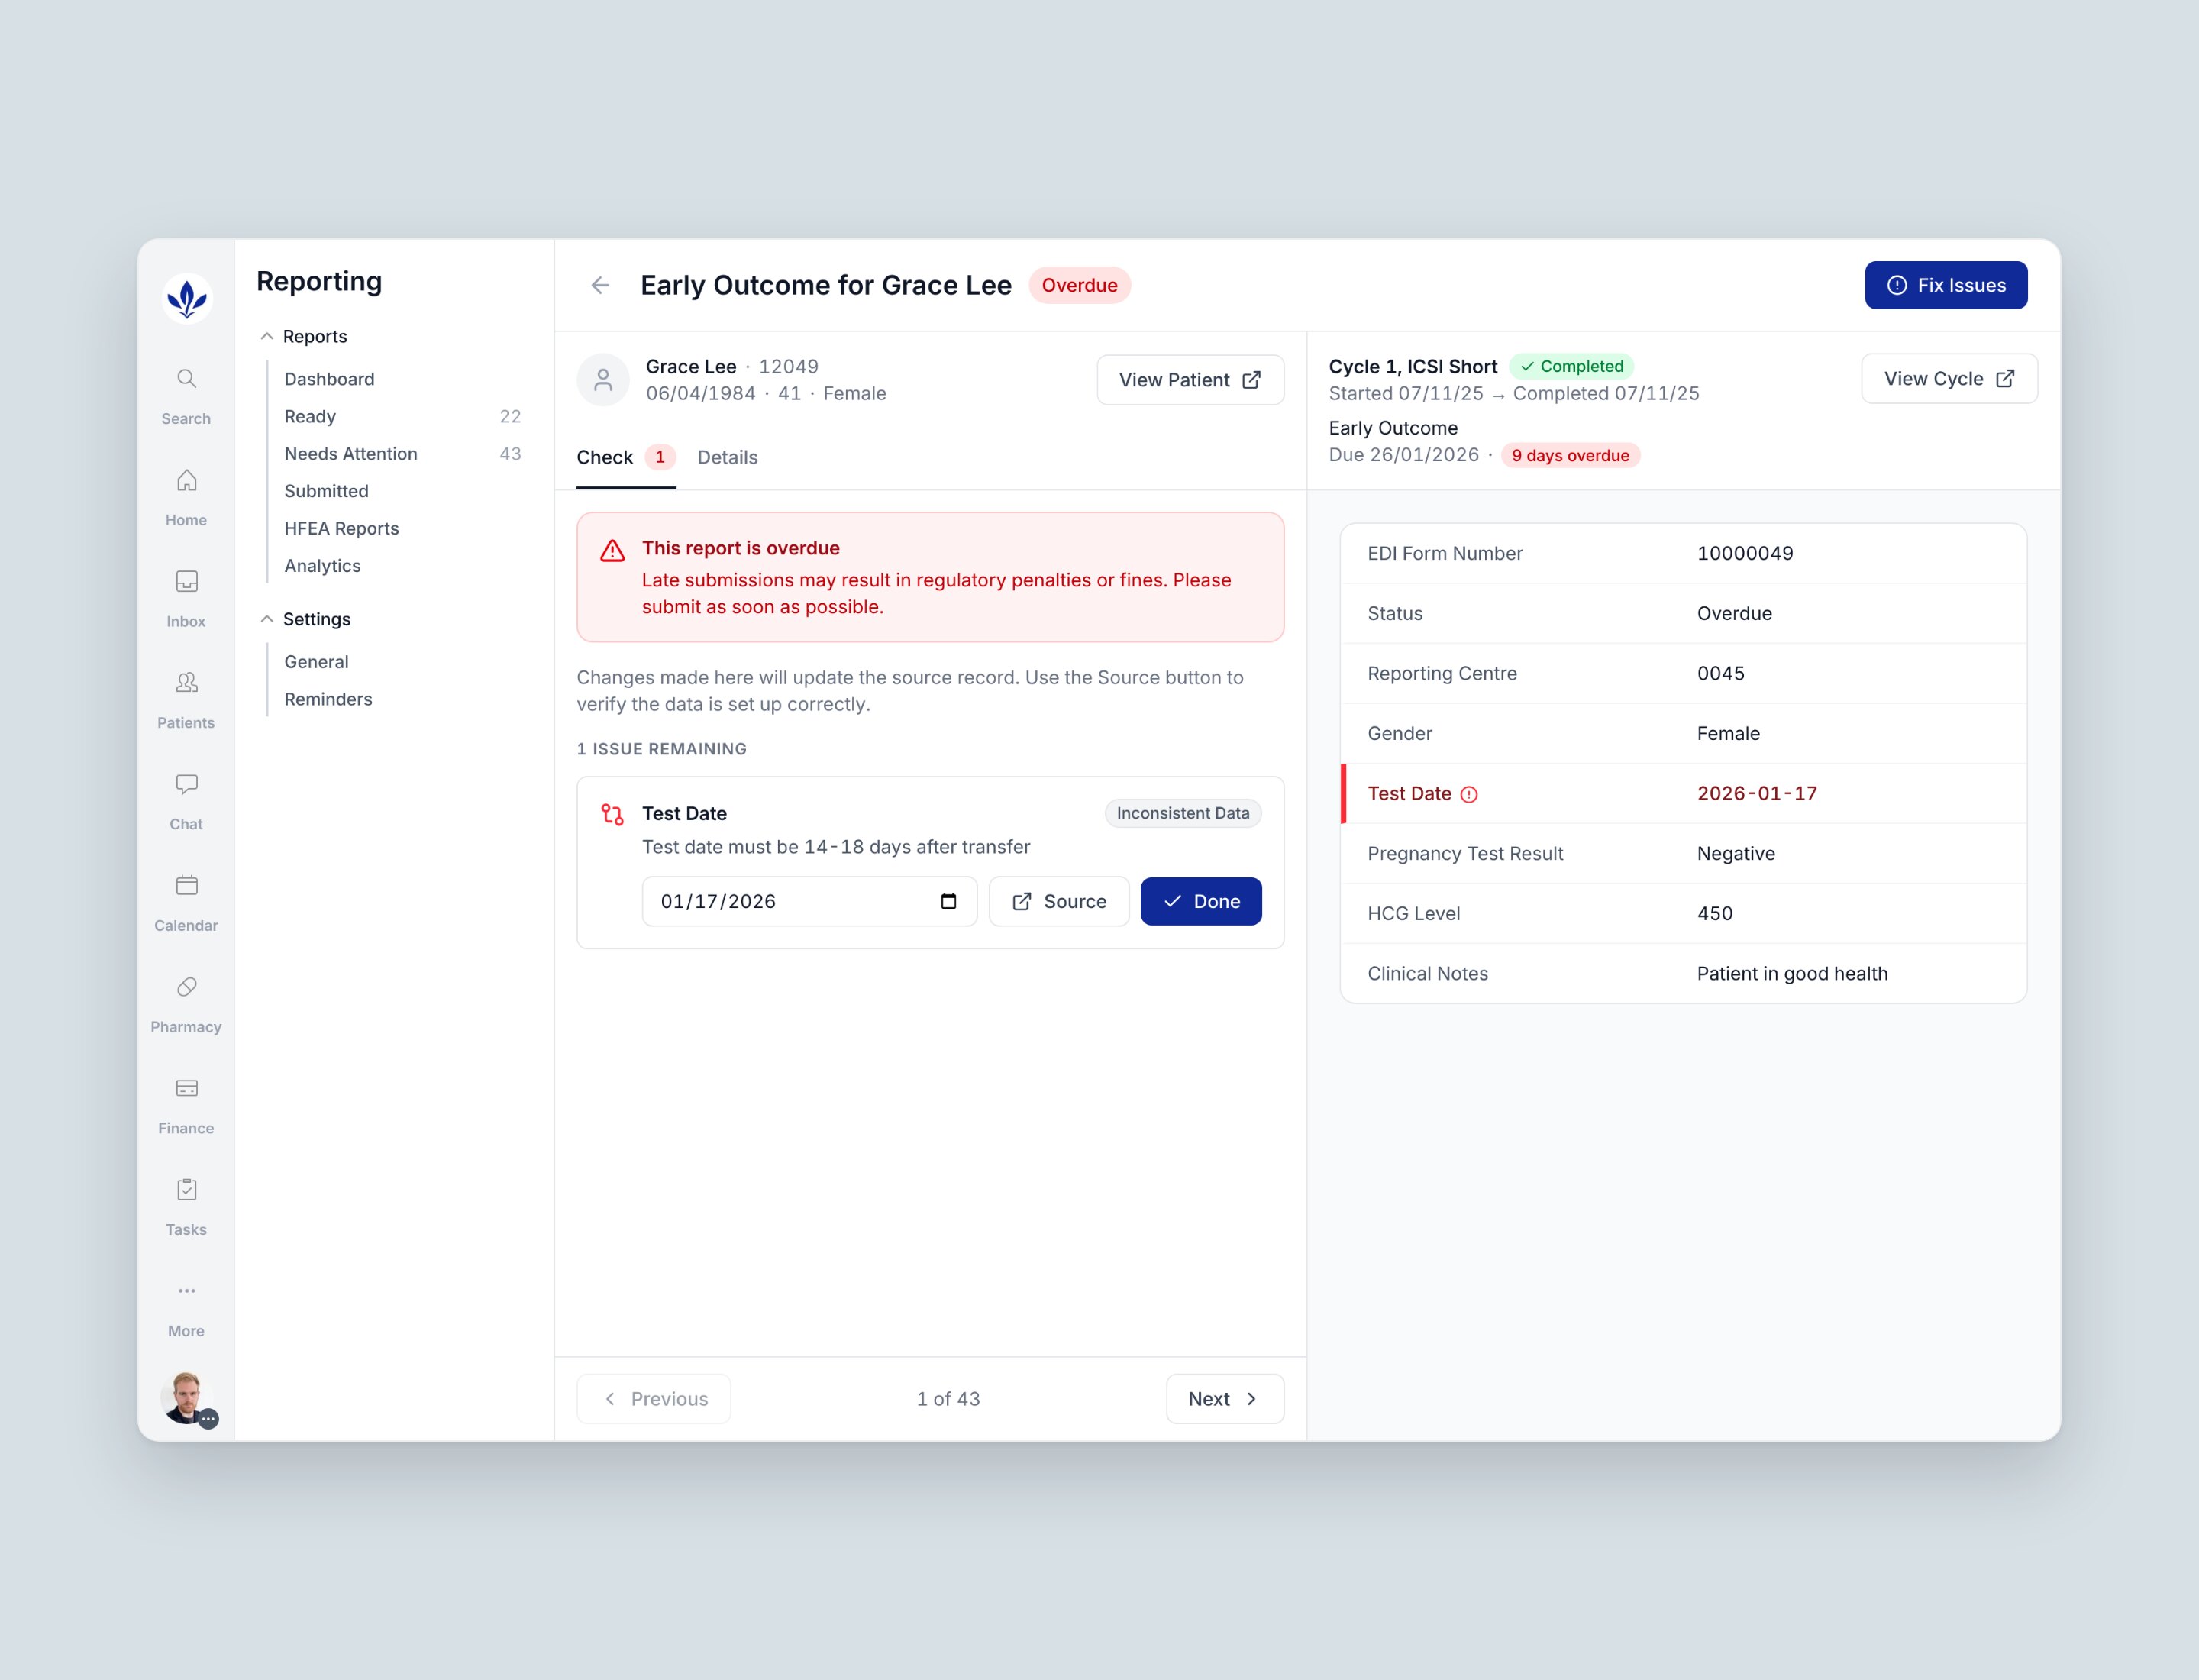 Search
Home
Inbox
Patients
Chat
Calendar
Pharmacy
Finance
Tasks
More
Reporting
Reports
Dashboard
Ready 22
Needs Attention 43
Submitted
HFEA Reports
Analytics
Settings
General
Reminders
Early Outcome for Grace Lee Overdue
Fix Issues
Grace Lee · 12049
06/04/1984 · 41 · Female
View Patient
Check 1 Details
This report is overdue
Late submissions may result in regulatory penalties or fines. Please
submit as soon as possible.
Changes made here will update the source record. Use the Source button to
verify the data is set up correctly.
1 ISSUE REMAINING
Test Date Inconsistent Data
Test date must be 14-18 days after transfer
01/17/2026 Source Done
Previous 1 of 43 Next
Cycle 1, ICSI Short Completed
Started 07/11/25 → Completed 07/11/25
View Cycle
Early Outcome
Due 26/01/2026 · 9 days overdue
EDI Form Number 10000049
Status Overdue
Reporting Centre 0045
Gender Female
Test Date 2026-01-17
Pregnancy Test Result Negative
HCG Level 450
Clinical Notes Patient in good health